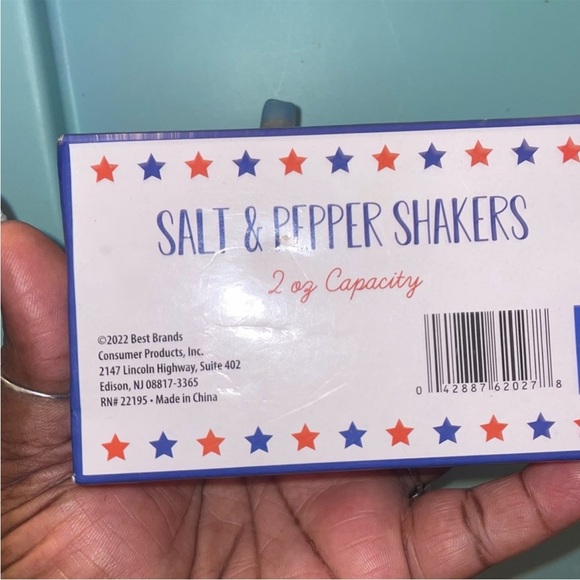 SALT & PEPPER SHAKERS
2 oz Capacity
©2022 Best Brands
Consumer Products, Inc.
2147 Lincoln Highway, Suite 402
Edison, NJ 08817-3365
RN# 22195 • Made in China
0 42887 62027 8